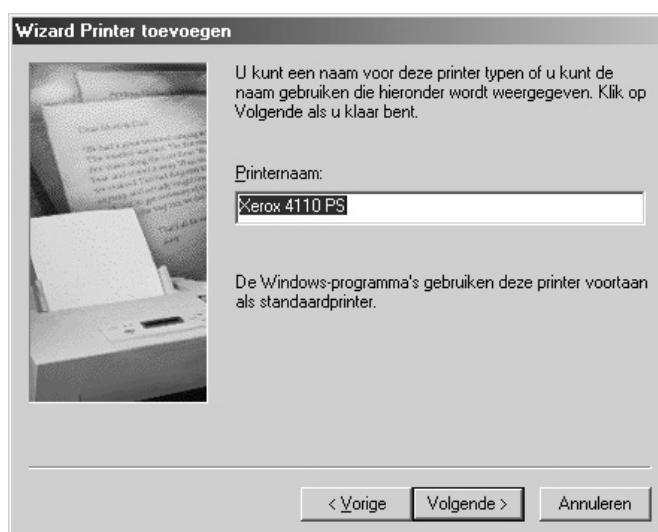 Wizard Printer toevoegen
U kunt een naam voor deze printer typen of u kunt de
naam gebruiken die hieronder wordt weergegeven. Klik op
Volgende als u klaar bent.
Printernaam:
Xerox 4110 PS
De Windows-programma's gebruiken deze printer voortaan
als standaardprinter.
< Vorige
Volgende >
Annuleren